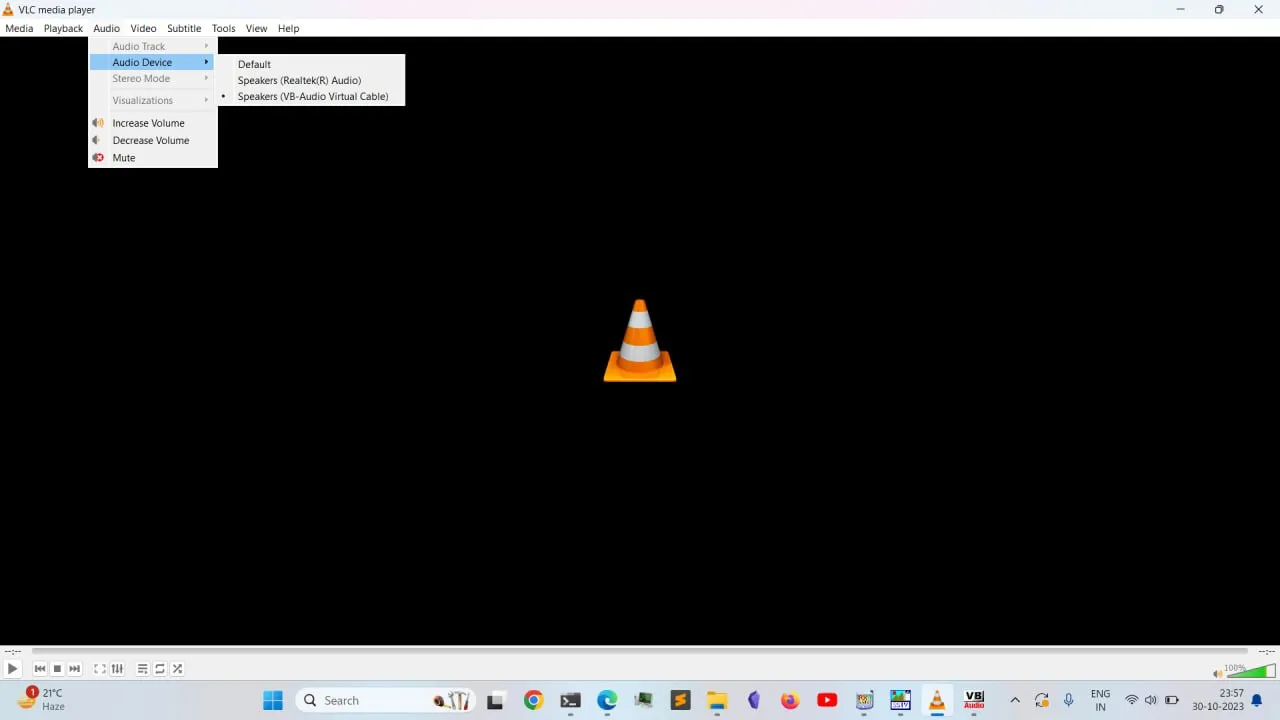 VLC media player
Media Playback Audio Video Subtitle Tools View Help
Audio Track
Audio Device
Stereo Mode
Visualizations
Increase Volume
Decrease Volume
Mute
Default
Speakers (Realtek(R) Audio)
Speakers (VB-Audio Virtual Cable)
--:-- --:--
100%
1
21°C
Haze
Search
VB
Audio
ENG
IN
23:57
30-10-2023